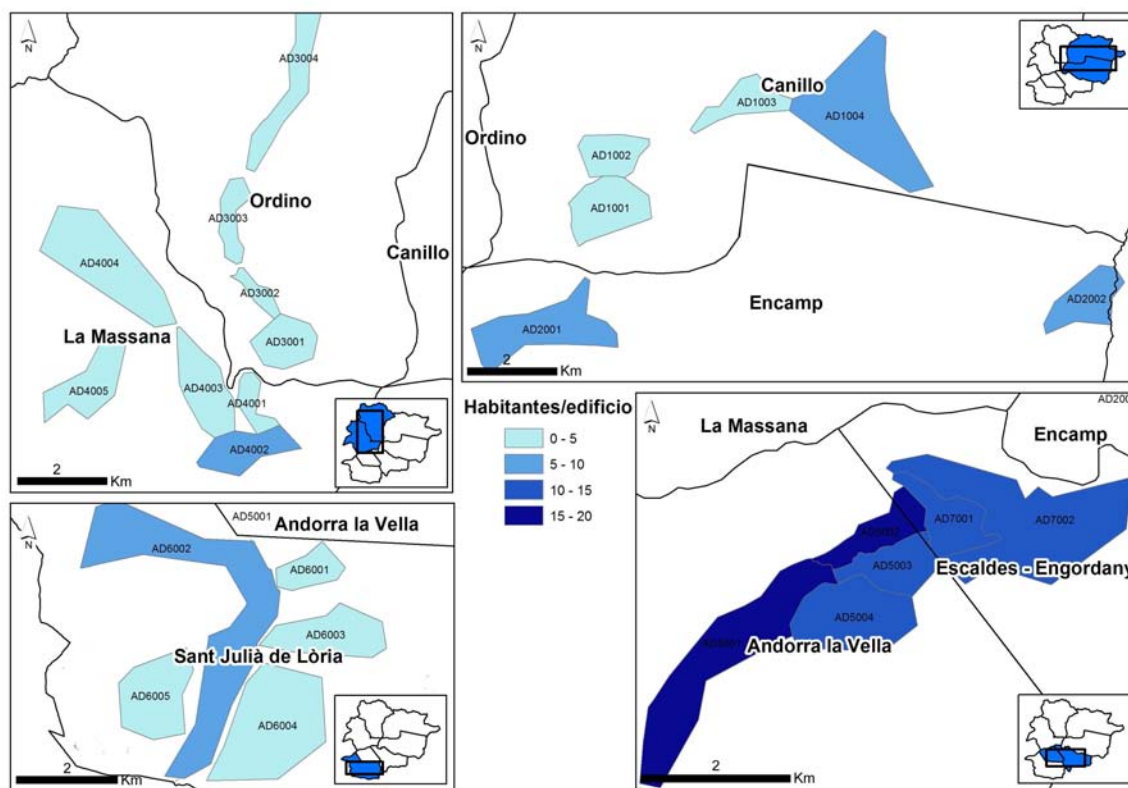 N
AD3004
Ordino
AD3003
Canillo
AD4004
AD3002
La Massana
AD3001
AD4005
AD4003
AD4001
AD4002
2
Km
N
Canillo
AD1003
AD1004
Ordino
AD1002
AD1001
Encamp
AD2002
AD2001
2
Km
Habitantes/edificio
0 - 5
5 - 10
10 - 15
15 - 20
N
AD5001
Andorra la Vella
AD6002
AD6001
AD6003
Sant Julià de Lòria
AD6005
AD6004
2
Km
N
La Massana
Encamp
AD200
AD7001
AD7002
AD5002
AD5003
Escaldes - Engordany
AD5004
AD5001
Andorra la Vella
2
Km